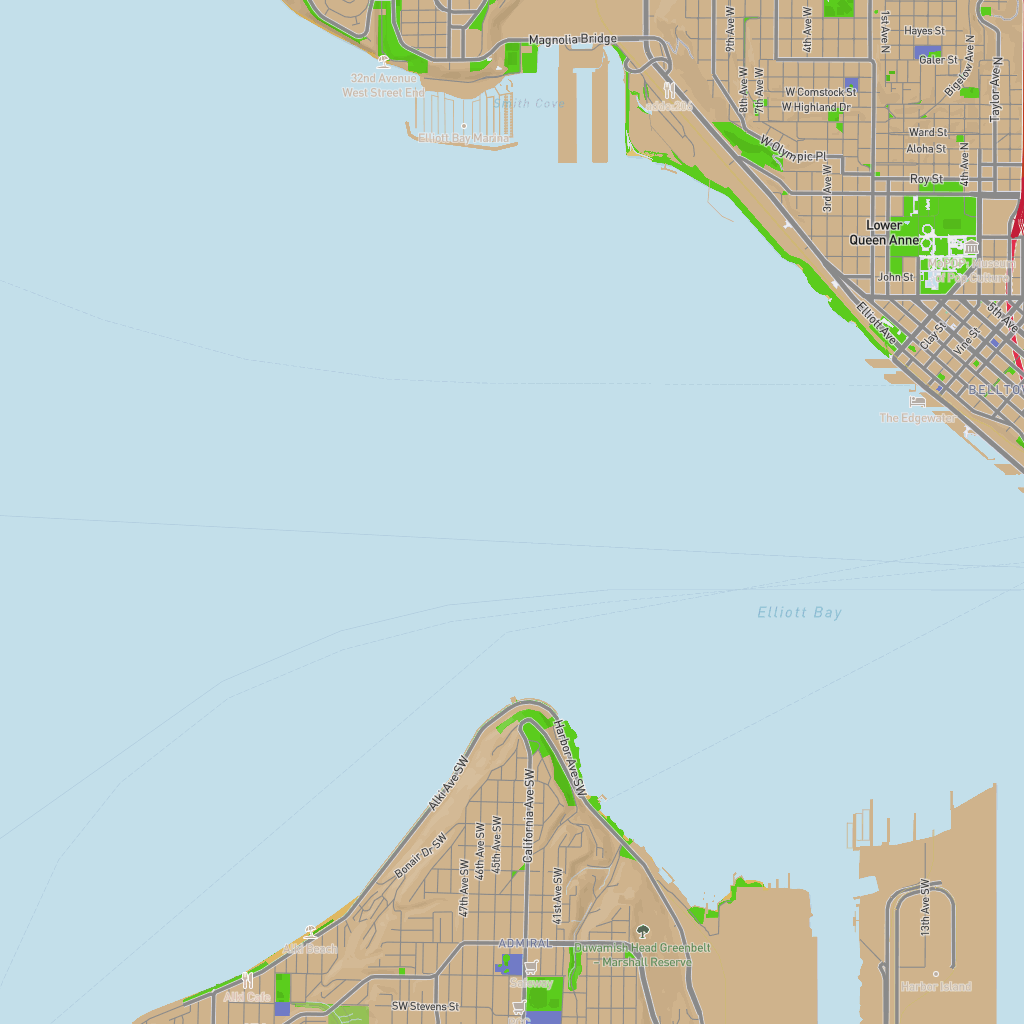 Magnolia Bridge
9th Ave W
4th Ave W
1st Ave N
Hayes St
Galer St
Bigelow Ave N
Taylor Ave N
32nd Avenue
West Street End
8th Ave W
7th Ave W
W Comstock St
W Highland Dr
Smith Cove
Elliott Bay Marina
Ward St
Aloha St
4th Ave N
W Olympic Pl
3rd Ave W
Roy St
Lower
Queen Anne
Museum
of Pop Culture
John St
Elliott Ave
Clay St
Vine St
5th Ave
The Edgewater
Elliott Bay
Harbor Ave SW
Alki Ave SW
California Ave SW
Bonair Dr SW
47th Ave SW
46th Ave SW
45th Ave SW
41st Ave SW
13th Ave SW
Alki Beach
ADMIRAL
Duwamish Head Greenbelt
- Marshall Reserve
Safeway
Alki Cafe
SW Stevens St
Harbor Island